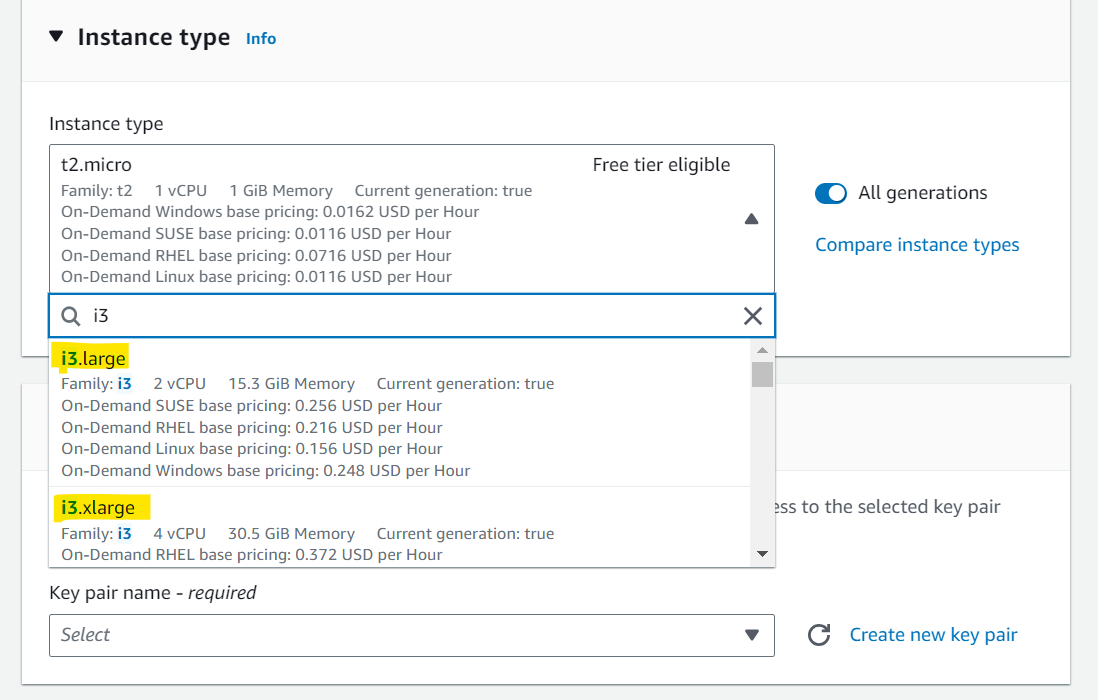 Instance type Info
Instance type
t2.micro Free tier eligible
Family: t2 1 vCPU 1 GiB Memory Current generation: true
On-Demand Windows base pricing: 0.0162 USD per Hour
On-Demand SUSE base pricing: 0.0116 USD per Hour
On-Demand RHEL base pricing: 0.0716 USD per Hour
On-Demand Linux base pricing: 0.0116 USD per Hour
All generations
Compare instance types
i3
i3.large
Family: i3 2 vCPU 15.3 GiB Memory Current generation: true
On-Demand SUSE base pricing: 0.256 USD per Hour
On-Demand RHEL base pricing: 0.216 USD per Hour
On-Demand Linux base pricing: 0.156 USD per Hour
On-Demand Windows base pricing: 0.248 USD per Hour
i3.xlarge
Family: i3 4 vCPU 30.5 GiB Memory Current generation: true
On-Demand RHEL base pricing: 0.372 USD per Hour
ess to the selected key pair
Key pair name - required
Select
Create new key pair